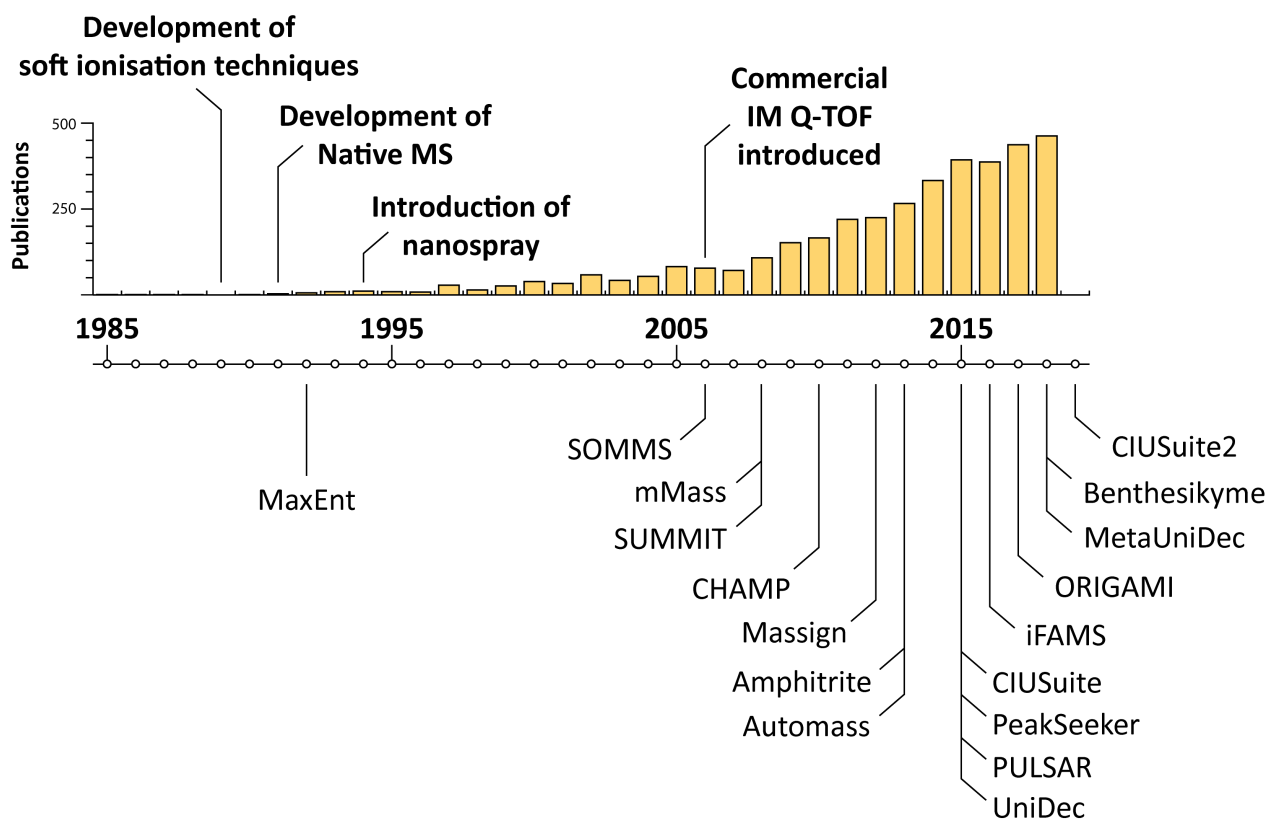 Development of
soft ionisation techniques
Development of
Native MS
Introduction of
nanospray
Commercial
IM Q-TOF
introduced
Publications
500
250
1985
1995
2005
2015
MaxEnt
SOMMS
mMass
SUMMIT
CHAMP
Massign
Amphitrite
Automass
CIUSuite2
Benthesikyme
MetaUniDec
ORIGAMI
iFAMS
CIUSuite
PeakSeeker
PULSAR
UniDec